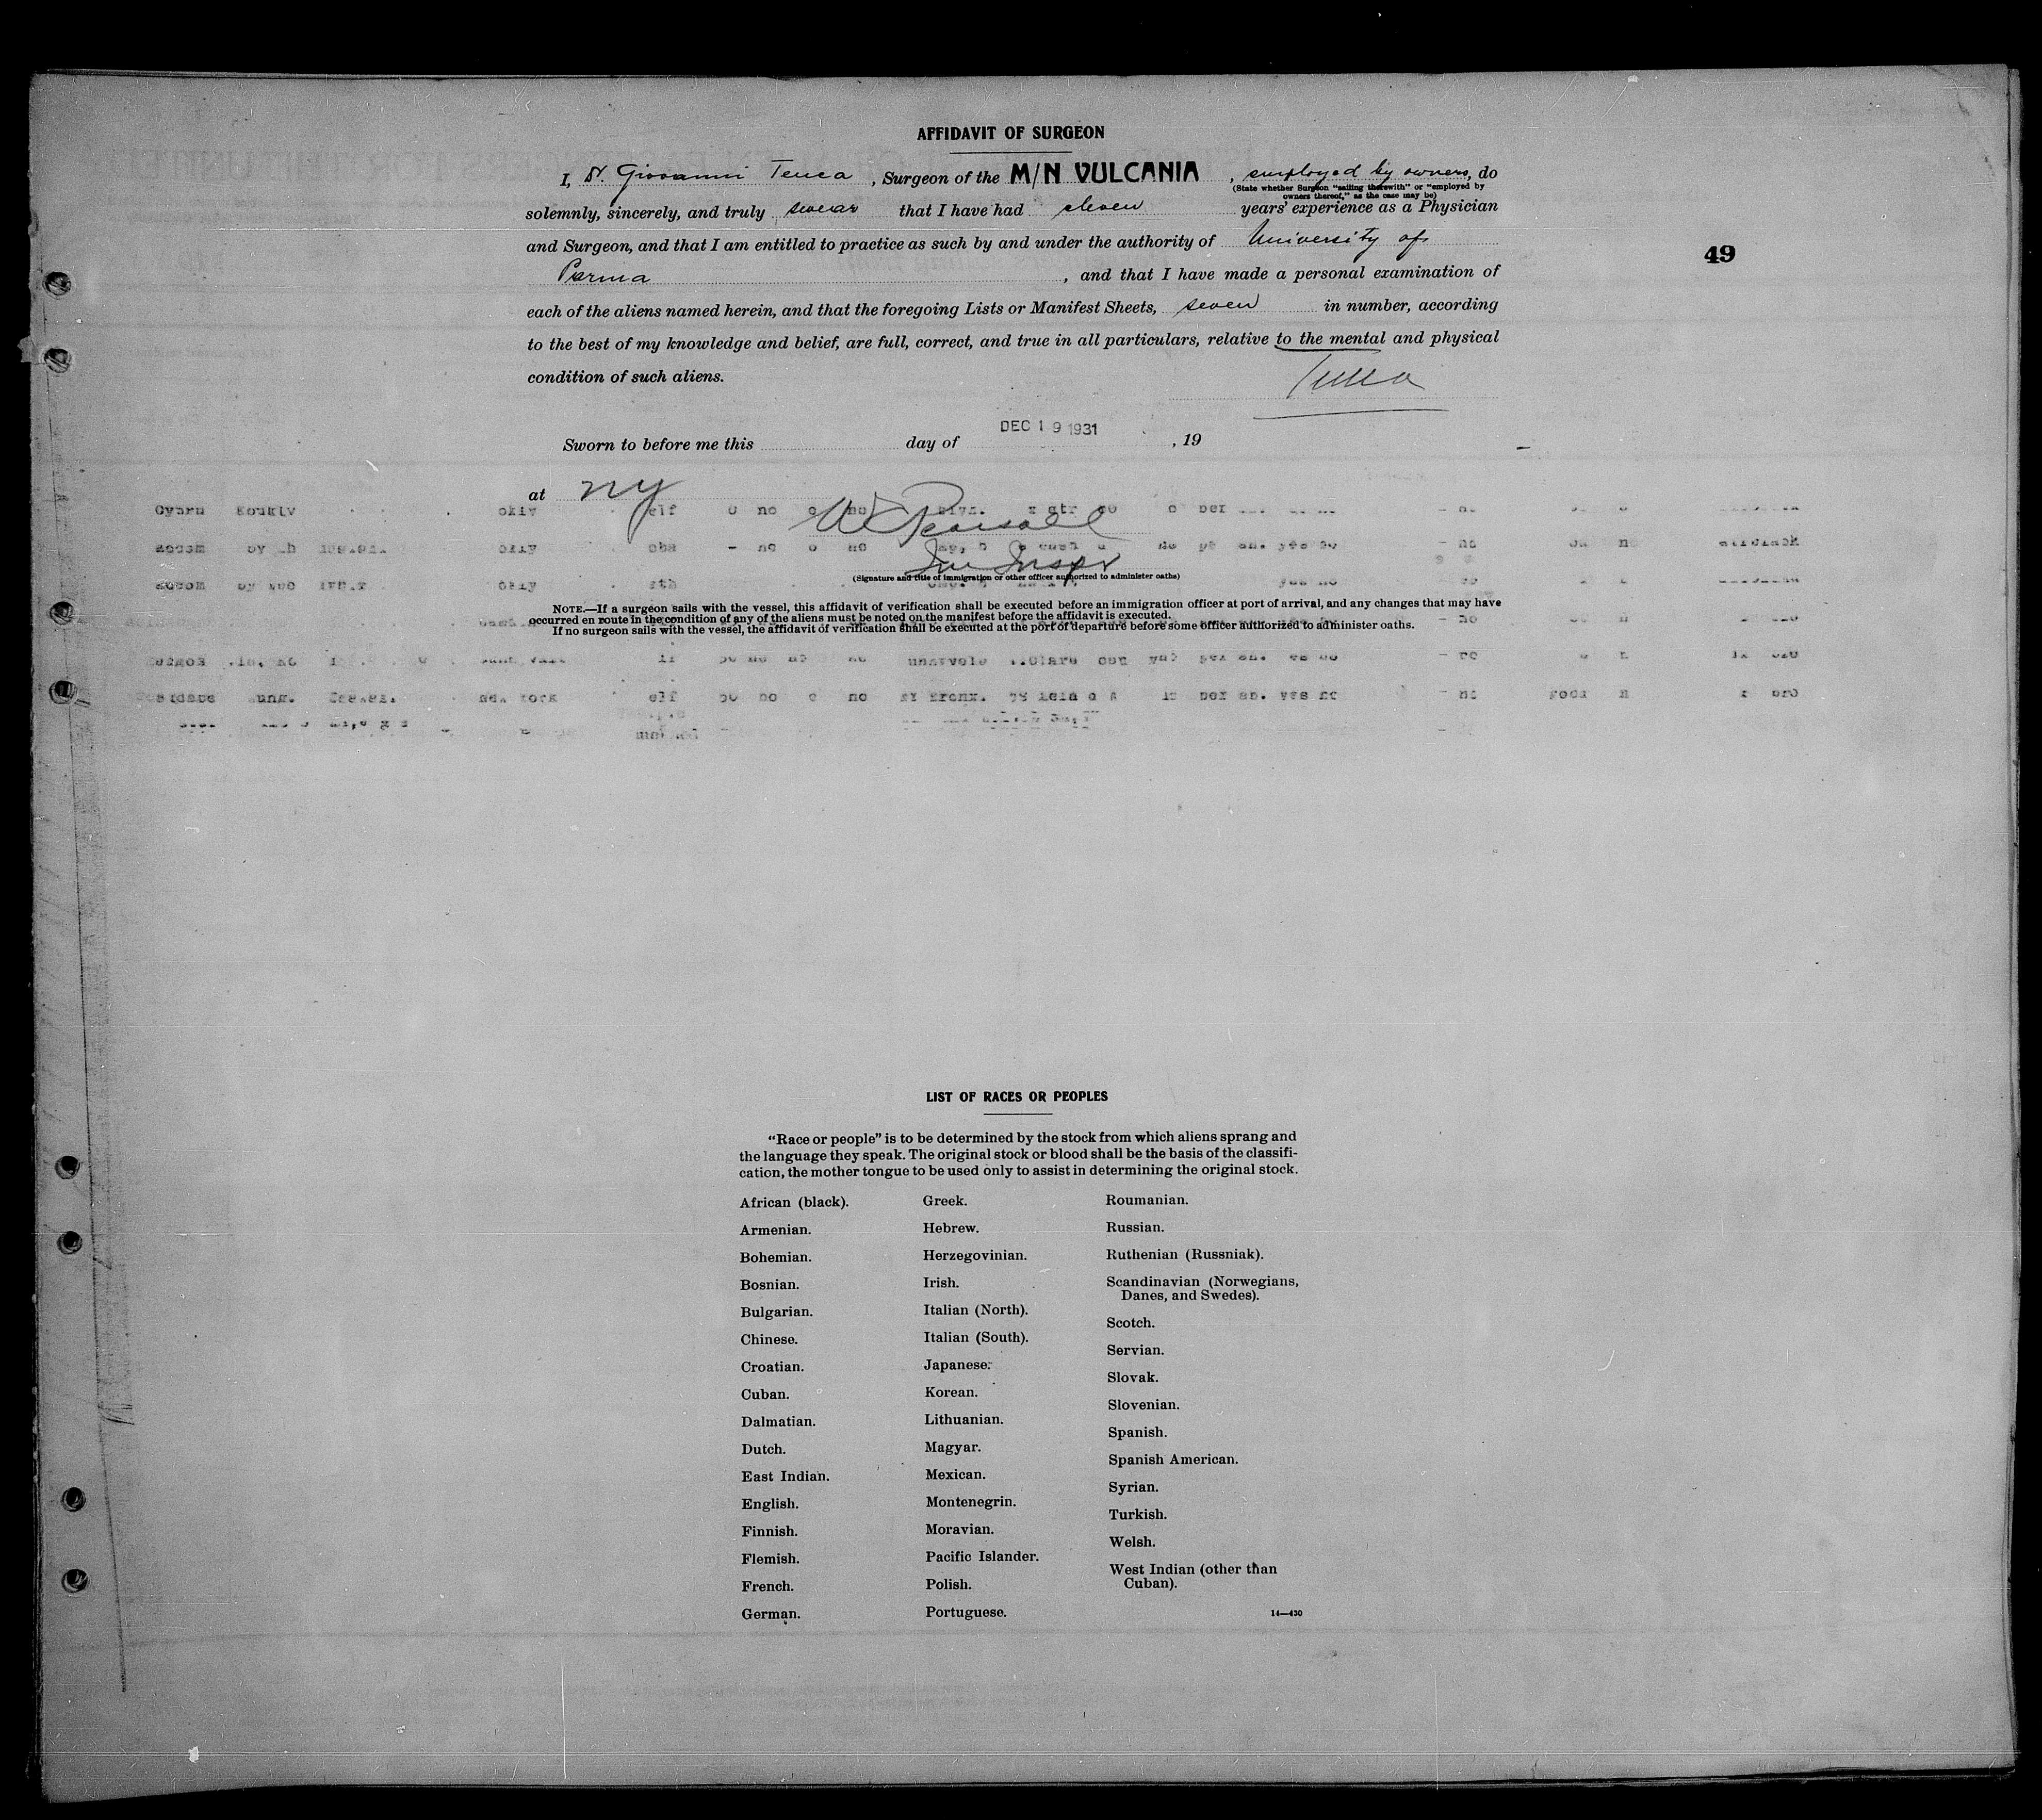 AFFIDAVIT OF SURGEON
I, Dr. Giovanni Tenca, Surgeon of the M/N VULCANIA, employed by owners, do
(State whether Surgeon "sailing therewith" or "employed by
owners thereof," as the case may be)
solemnly, sincerely, and truly swear that I have had eleven years' experience as a Physician
and Surgeon, and that I am entitled to practice as such by and under the authority of University of
49
Parma, and that I have made a personal examination of
each of the aliens named herein, and that the foregoing Lists or Manifest Sheets, seven in number, according
to the best of my knowledge and belief, are full, correct, and true in all particulars, relative to the mental and physical
condition of such aliens.
Tenca
Sworn to before me this day of DEC 19 1931, 19
at NY
Imm Inspr
(Signature and title of immigration or other officer authorized to administer oaths)
NOTE.—If a surgeon sails with the vessel, this affidavit of verification shall be executed before an immigration officer at port of arrival, and any changes that may have
occurred en route in the condition of any of the aliens must be noted on the manifest before the affidavit is executed.
If no surgeon sails with the vessel, the affidavit of verification shall be executed at the port of departure before some officer authorized to administer oaths.
LIST OF RACES OR PEOPLES
"Race or people" is to be determined by the stock from which aliens sprang and
the language they speak. The original stock or blood shall be the basis of the classifi-
cation, the mother tongue to be used only to assist in determining the original stock.
African (black).
Armenian.
Bohemian.
Bosnian.
Bulgarian.
Chinese.
Croatian.
Cuban.
Dalmatian.
Dutch.
East Indian.
English.
Finnish.
Flemish.
French.
German.
Greek.
Hebrew.
Herzegovinian.
Irish.
Italian (North).
Italian (South).
Japanese.
Korean.
Lithuanian.
Magyar.
Mexican.
Montenegrin.
Moravian.
Pacific Islander.
Polish.
Portuguese.
Roumanian.
Russian.
Ruthenian (Russniak).
Scandinavian (Norwegians,
Danes, and Swedes).
Scotch.
Servian.
Slovak.
Slovenian.
Spanish.
Spanish American.
Syrian.
Turkish.
Welsh.
West Indian (other than
Cuban).
14—430